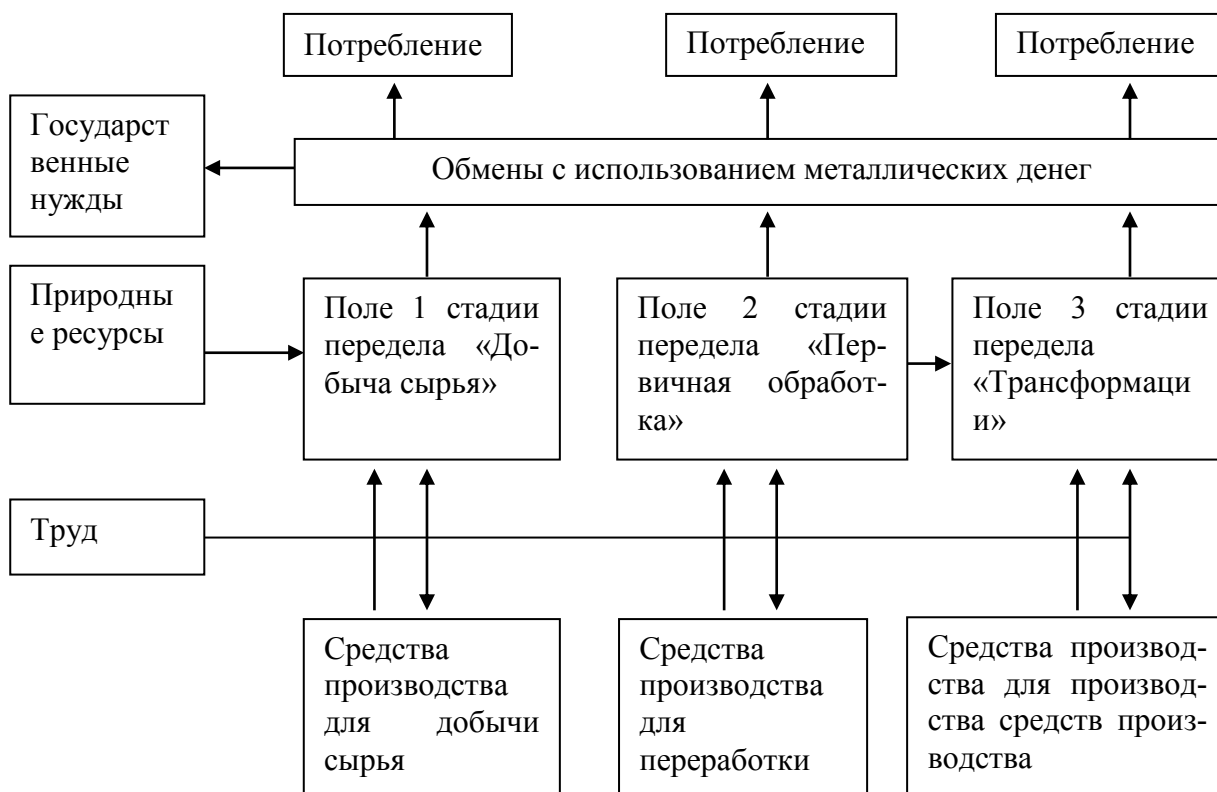 Потребление
Потребление
Потребление
Государст
венные
нужды
Обмены с использованием металлических денег
Природны
е ресурсы
Поле 1 стадии
передела «До-
быча сырья»
Поле 2 стадии
передела «Пер-
вичная обработ-
ка»
Поле 3 стадии
передела
«Трансформаци
и»
Труд
Средства
производства
для добычи
сырья
Средства
производства
для
переработки
Средства производ-
ства для производ-
ства средств произ-
водства